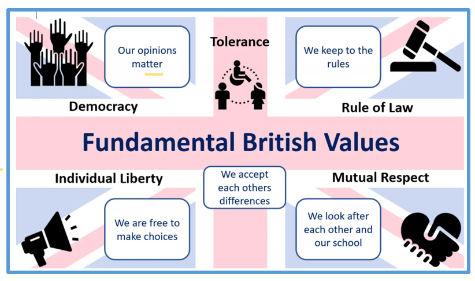 Our opinions
matter
Tolerance
We keep to the
rules
Democracy
Rule of Law
Fundamental British Values
Individual Liberty
We accept
each others
differences
Mutual Respect
We are free to
make choices
We look after
each other and
our school